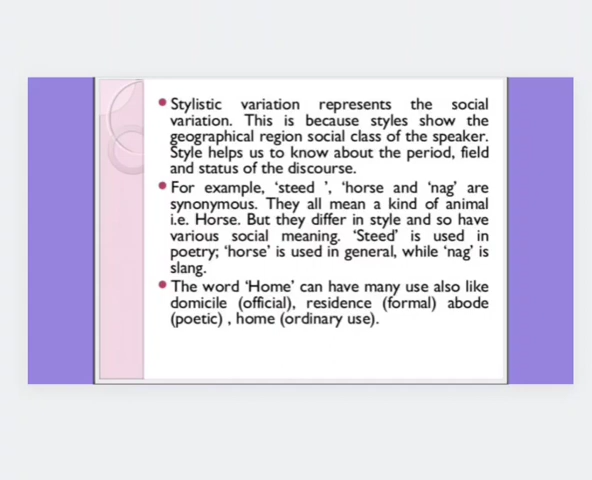 • Stylistic variation represents the social
variation. This is because styles show the
geographical region social class of the speaker.
Style helps us to know about the period, field
and status of the discourse.
• For example, ‘steed ’, ‘horse and ‘nag’ are
synonymous. They all mean a kind of animal
i.e. Horse. But they differ in style and so have
various social meaning. ‘Steed’ is used in
poetry; ‘horse’ is used in general, while ‘nag’ is
slang.
• The word ‘Home’ can have many use also like
domicile (official), residence (formal) abode
(poetic) , home (ordinary use).